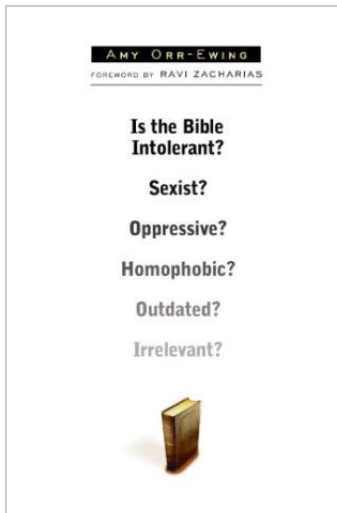 AMY ORR-EWING
FOREWORD BY RAVI ZACHARIAS
Is the Bible
Intolerant?
Sexist?
Oppressive?
Homophobic?
Outdated?
Irrelevant?